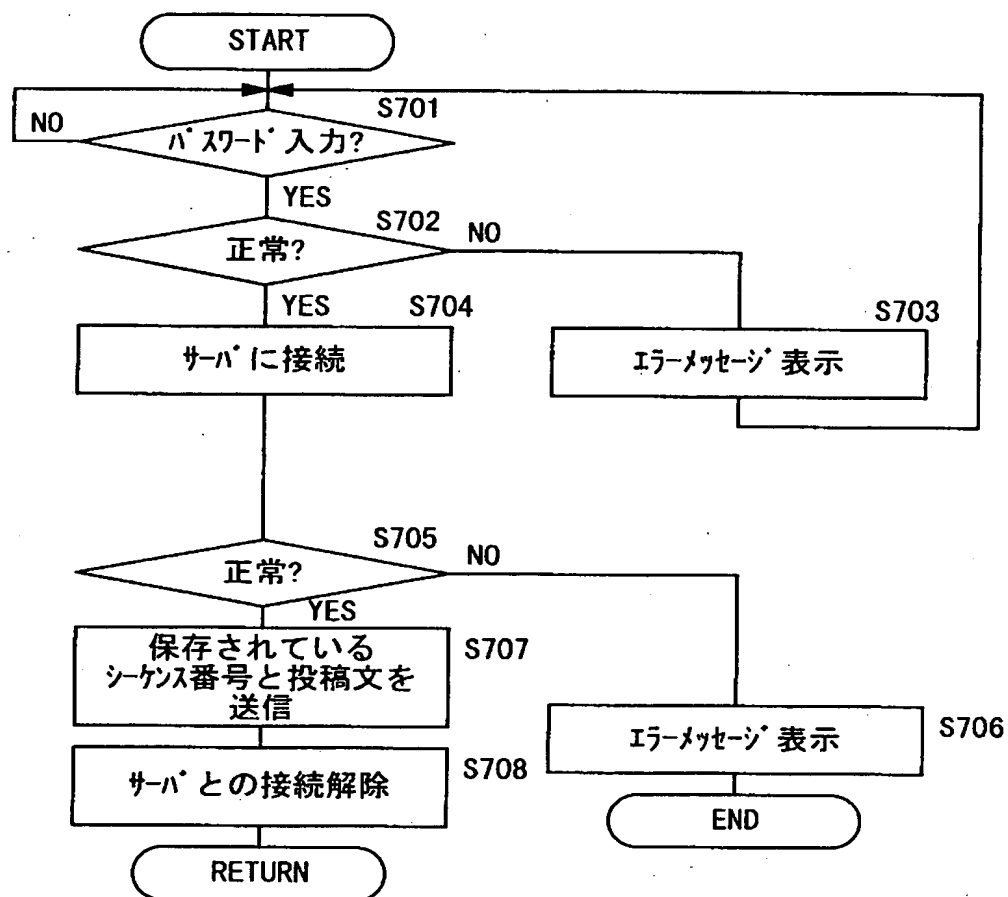 START
S701
NO
ﾊﾟｽﾜｰﾄﾞ入力?
YES
S702
正常?
NO
YES
S704
S703
ｻｰﾊﾞに接続
ｴﾗｰﾒｯｾｰｼﾞ表示
S705
正常?
NO
YES
保存されている
ｼｰｹﾝｽ番号と投稿文を
送信
S707
ｴﾗｰﾒｯｾｰｼﾞ表示
S706
ｻｰﾊﾞとの接続解除
S708
END
RETURN